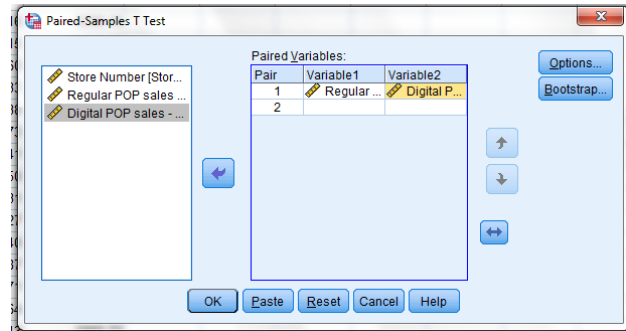 Paired-Samples T Test
Paired Variables:
Store Number [Stor...
Regular POP sales ...
Digital POP sales - ...
Pair Variable1 Variable2
1 Regular ... Digital P...
2
Options...
Bootstrap...
OK Paste Reset Cancel Help